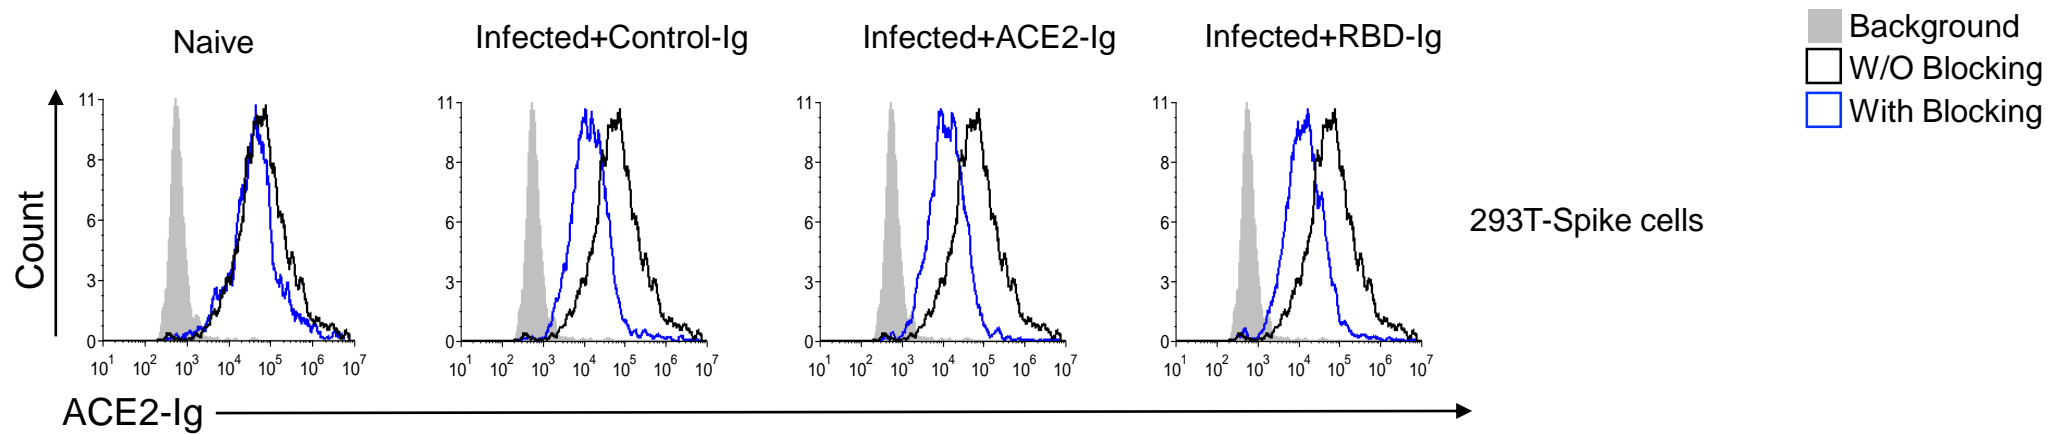 Naive
Infected+Control-Ig
Infected+ACE2-Ig
Infected+RBD-Ig
Background
W/O Blocking
With Blocking
Count
11
8
6
3
0
10^1 10^2 10^3 10^4 10^5 10^6 10^7
11
8
6
3
0
10^1 10^2 10^3 10^4 10^5 10^6 10^7
11
8
6
3
0
10^1 10^2 10^3 10^4 10^5 10^6 10^7
11
8
6
3
0
10^1 10^2 10^3 10^4 10^5 10^6 10^7
293T-Spike cells
ACE2-Ig